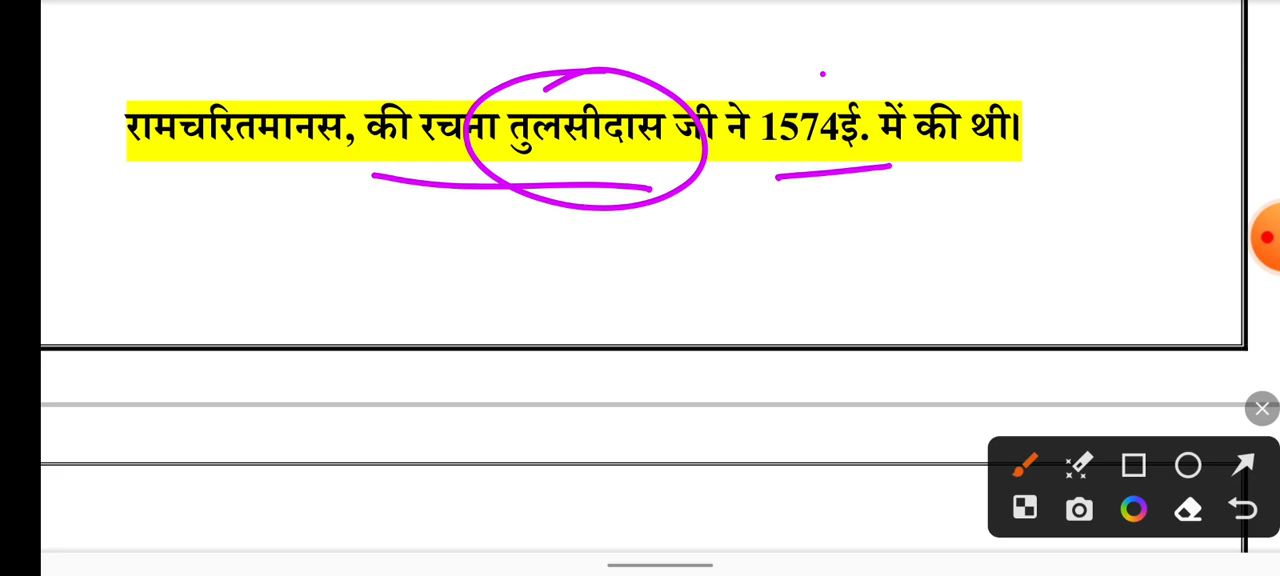 रामचरितमानस, की रचना तुलसीदास जी ने 1574ई. में की थी।